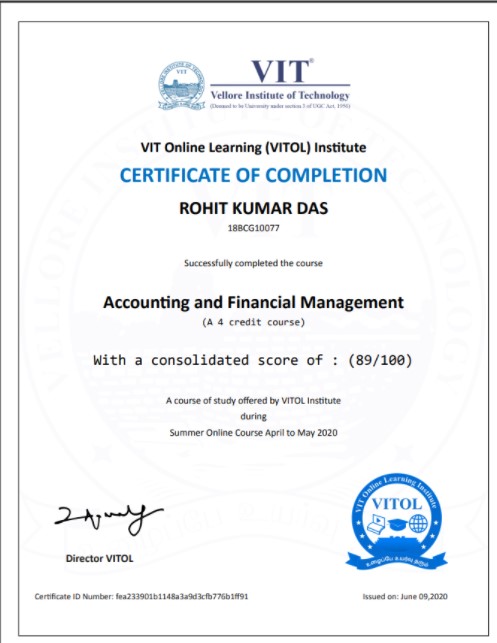 VIT®
Vellore Institute of Technology
(Deemed to be University under section 3 of UGC Act, 1956)
VIT Online Learning (VITOL) Institute
CERTIFICATE OF COMPLETION
ROHIT KUMAR DAS
18BCG10077
Successfully completed the course
Accounting and Financial Management
(A 4 credit course)
With a consolidated score of : (89/100)
A course of study offered by VITOL Institute
during
Summer Online Course April to May 2020
VIT Online Learning Institute
VITOL
Director VITOL
Certificate ID Number: fea233901b1148a3a9d3cfb776b1ff91
Issued on: June 09,2020